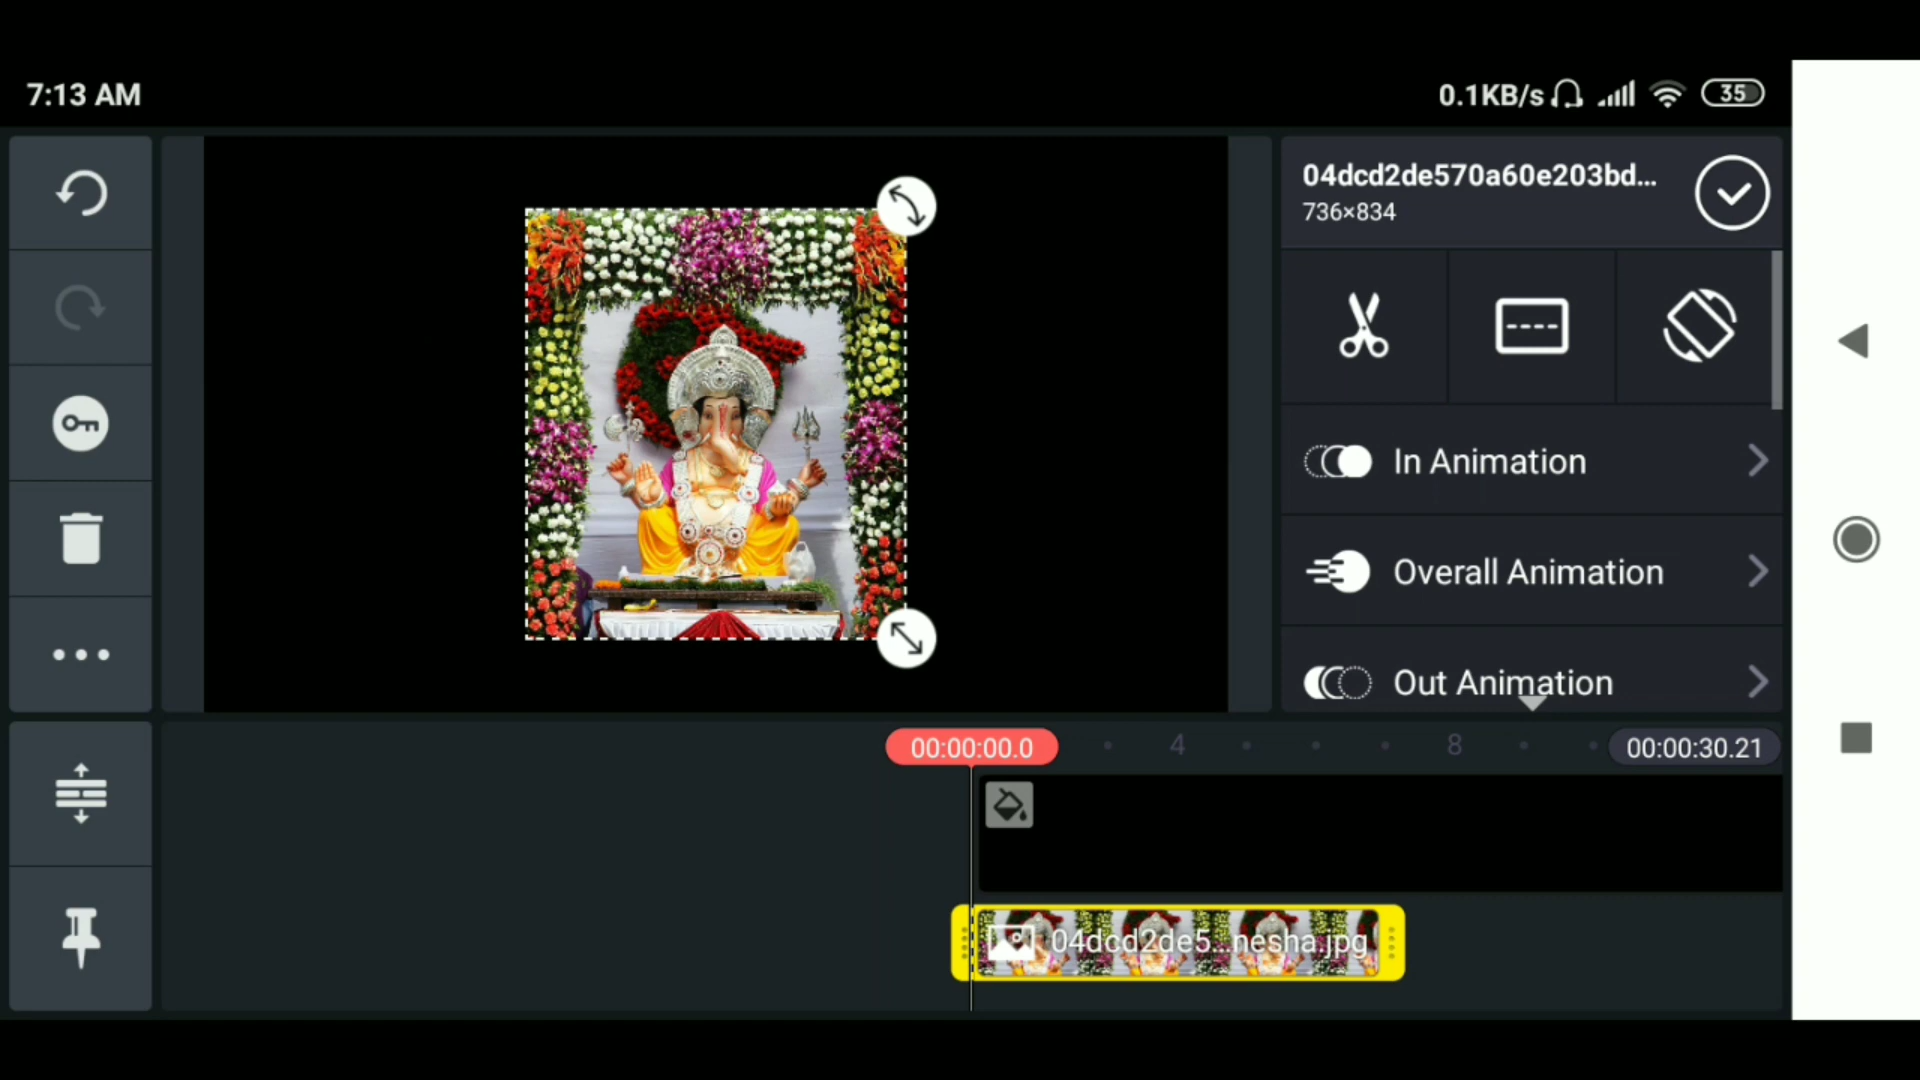 7:13 AM
0.1KB/s
35
04dcd2de570a60e203bd...
736×834
In Animation
Overall Animation
Out Animation
00:00:00.0
4
8
00:00:30.21
04dcd2de5...nesha.jpg